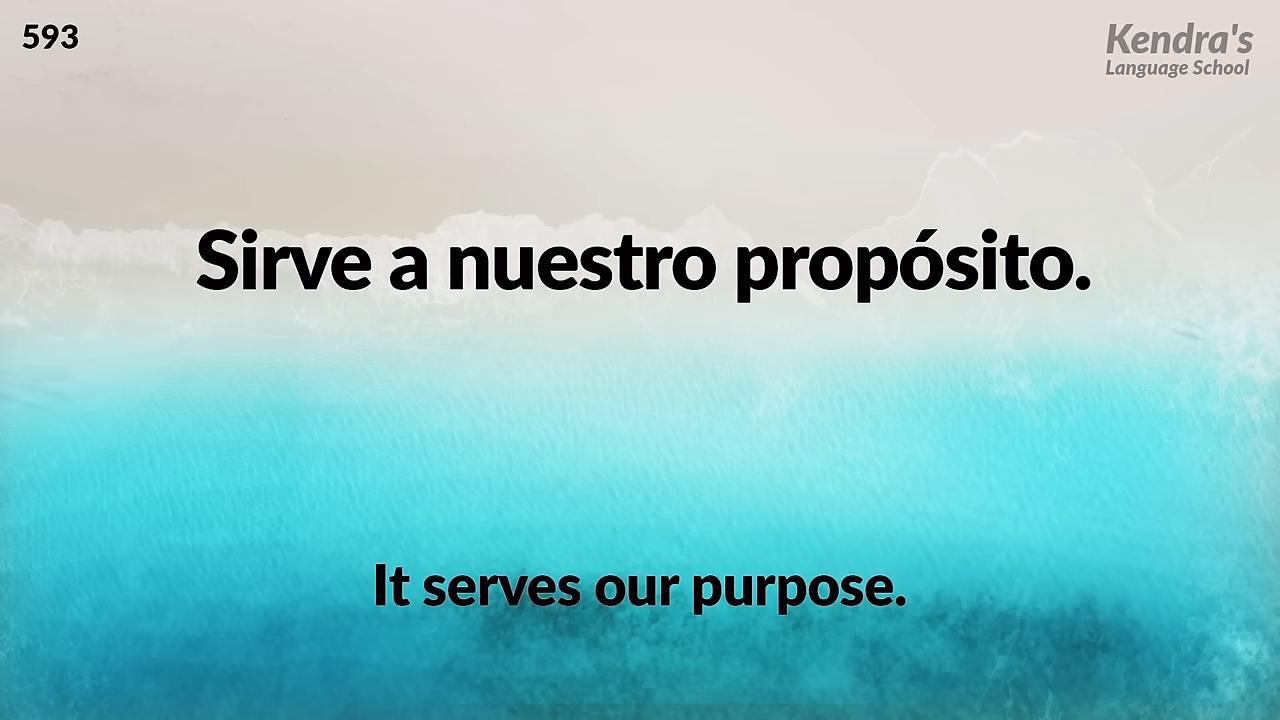 593
Kendra's
Language School
Sirve a nuestro propósito.
It serves our purpose.